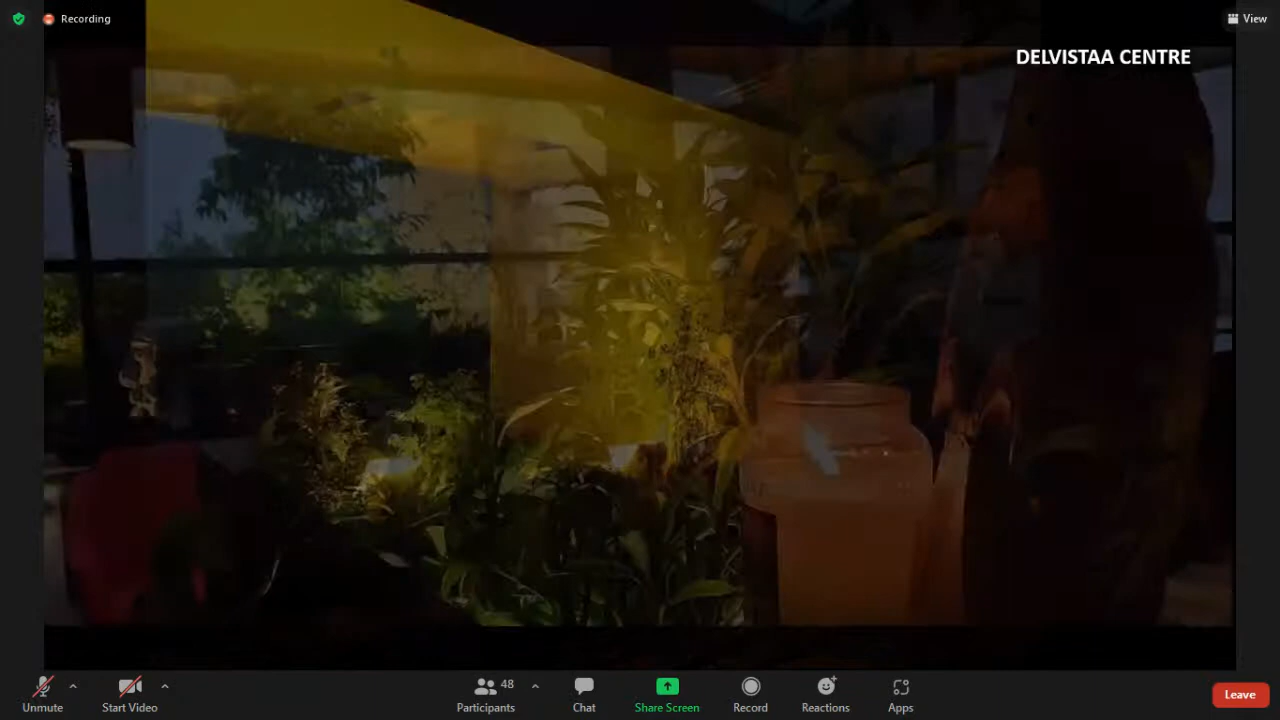 Recording
View
DELVISTAA CENTRE
48
Unmute
Start Video
Participants
Chat
Share Screen
Record
Reactions
Apps
Leave